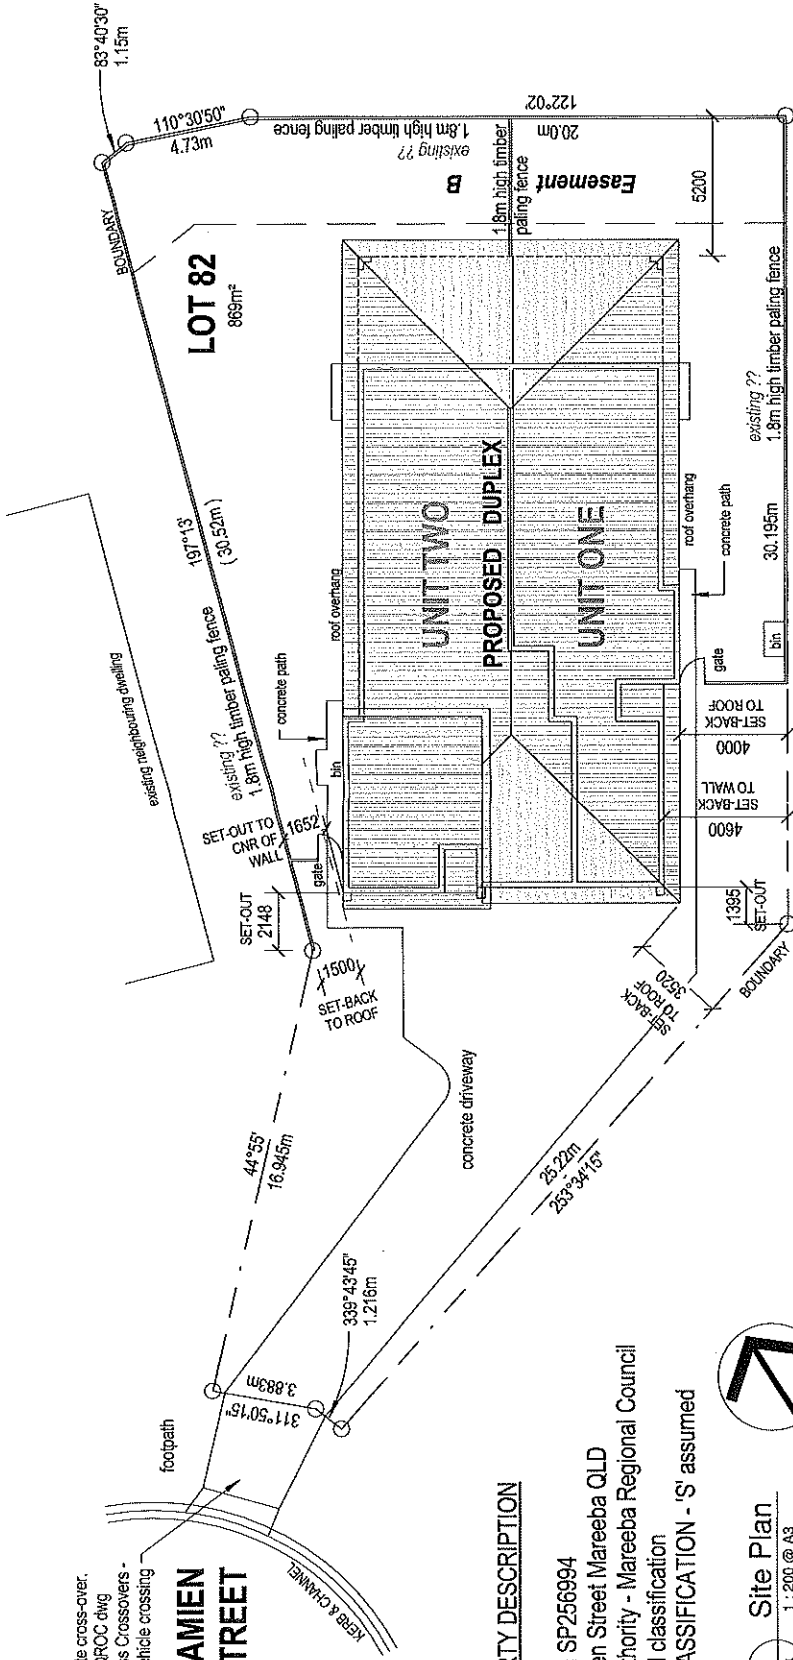 83°40'30"
1.15m
110°30'50"
4.73m
existing ??
1.8m high timber paling fence
122°02'
20.0m
BOUNDARY
LOT 82
869m²
Easement B
1.8m high timber
paling fence
5200
197°13'
(30.52m)
existing ??
1.8m high timber paling fence
existing neighbouring dwelling
roof overhang
concrete path
bin
UNIT TWO
PROPOSED DUPLEX
UNIT ONE
roof overhang
concrete path
existing ??
1.8m high timber paling fence
30.195m
bin
gate
SET-BACK
TO ROOF
4000
SET-BACK
TO WALL
4600
1395
SET-OUT
BOUNDARY
SET-OUT TO
CNR OF
WALL
1652
gate
SET-OUT
2148
1500
SET-BACK
TO ROOF
SET-BACK
TO ROOF
3520
concrete driveway
44°55'
16.945m
25.22m
253°34'15"
339°43'45"
1.216m
3.883m
311°50'15"
footpath
KERB & CHANNEL
te cross-over,
ROC dwg
s Crossovers -
ehicle crossing
AMIEN
TREET
RTY DESCRIPTION
SP256994
en Street Mareeba QLD
hority - Mareeba Regional Council
l classification
ASSIFICATION - 'S' assumed
Site Plan
1 : 200 @ A3